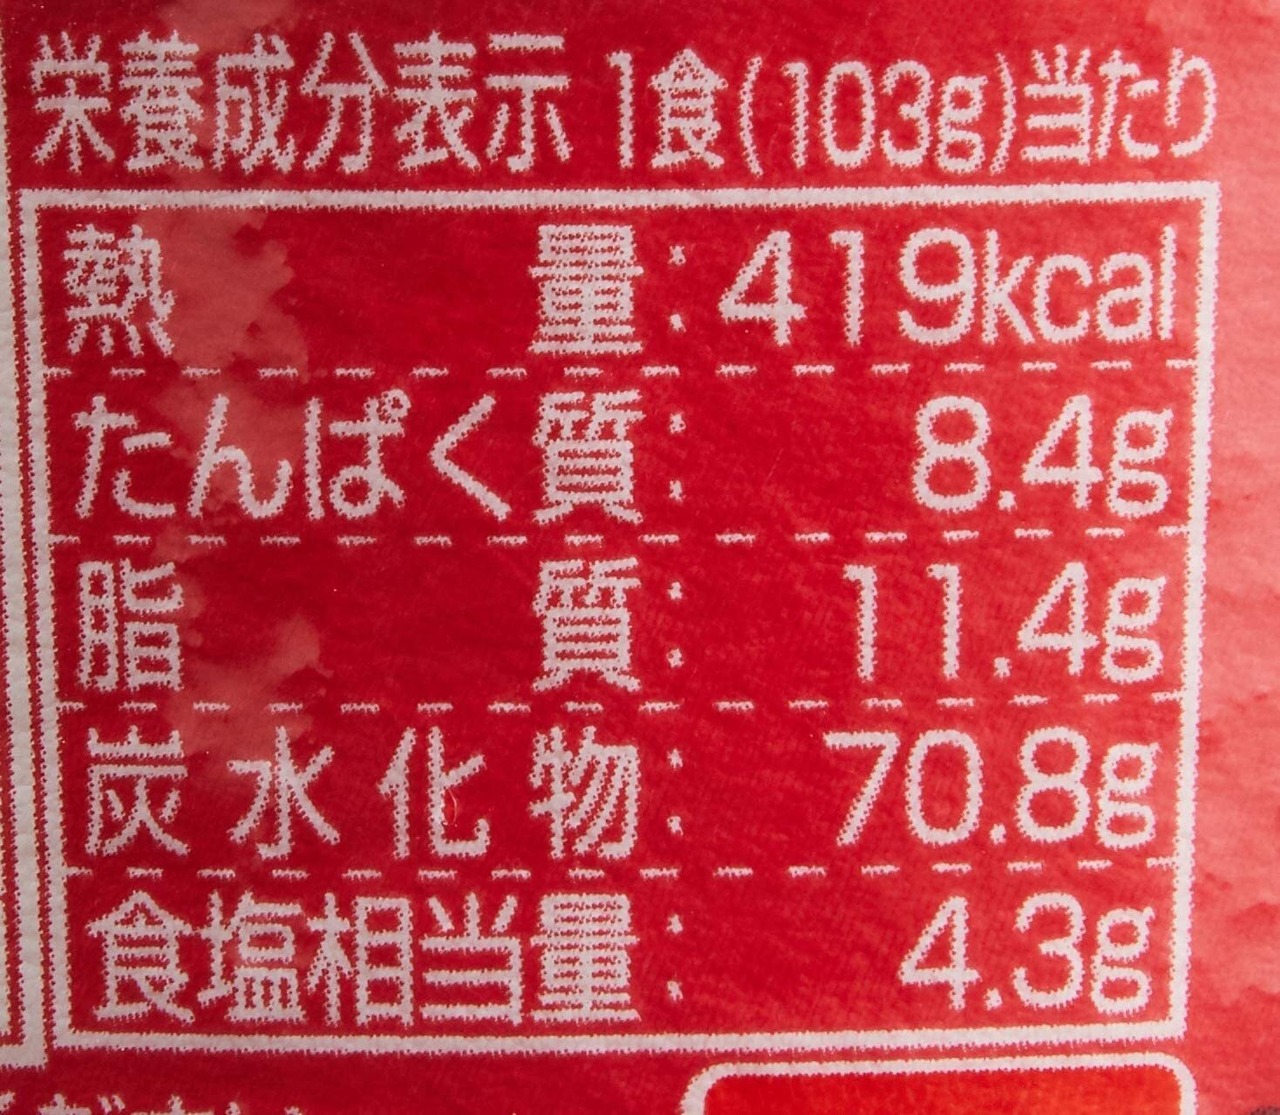 栄養成分表示 1食(103g)当たり
熱量:419kcal
たんぱく質:8.4g
脂質:11.4g
炭水化物:70.8g
食塩相当量:4.3g